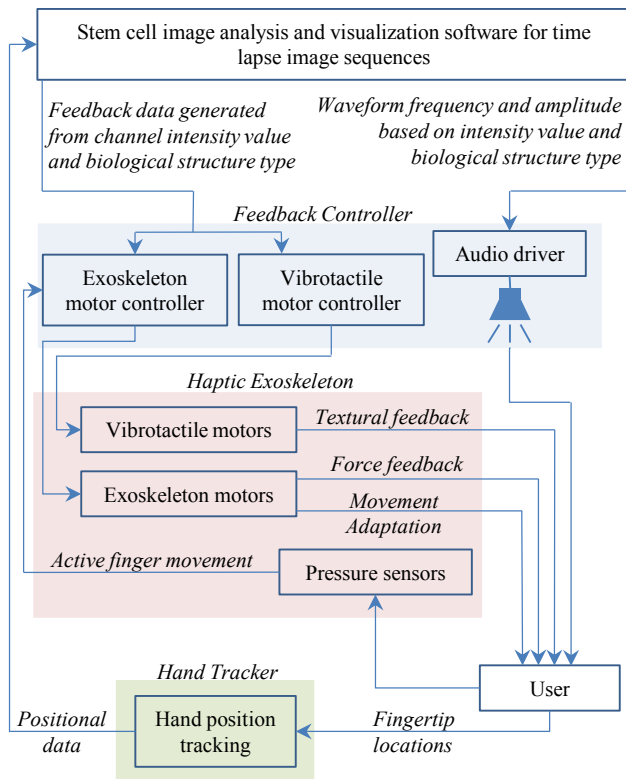 Stem cell image analysis and visualization software for time
lapse image sequences
Feedback data generated
from channel intensity value
and biological structure type
Waveform frequency and amplitude
based on intensity value and
biological structure type
Feedback Controller
Exoskeleton
motor controller
Vibrotactile
motor controller
Audio driver
Haptic Exoskeleton
Vibrotactile motors
Textural feedback
Exoskeleton motors
Force feedback
Movement
Adaptation
Active finger movement
Pressure sensors
Hand Tracker
User
Positional
data
Hand position
tracking
Fingertip
locations